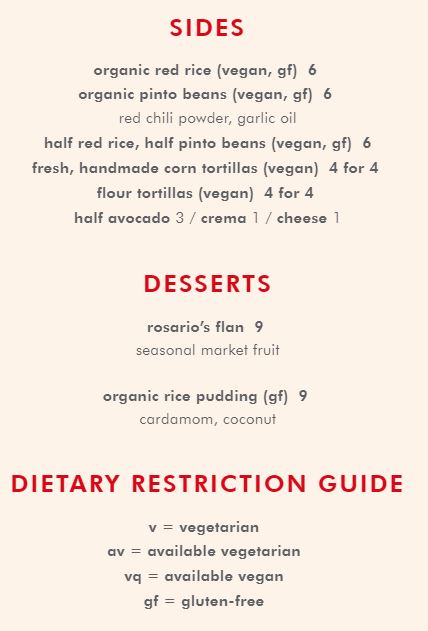 SIDES
organic red rice (vegan, gf) 6
organic pinto beans (vegan, gf) 6
red chili powder, garlic oil
half red rice, half pinto beans (vegan, gf) 6
fresh, handmade corn tortillas (vegan) 4 for 4
flour tortillas (vegan) 4 for 4
half avocado 3 / crema 1 / cheese 1
DESSERTS
rosario's flan 9
seasonal market fruit
organic rice pudding (gf) 9
cardamom, coconut
DIETARY RESTRICTION GUIDE
v = vegetarian
av = available vegetarian
vq = available vegan
gf = gluten-free